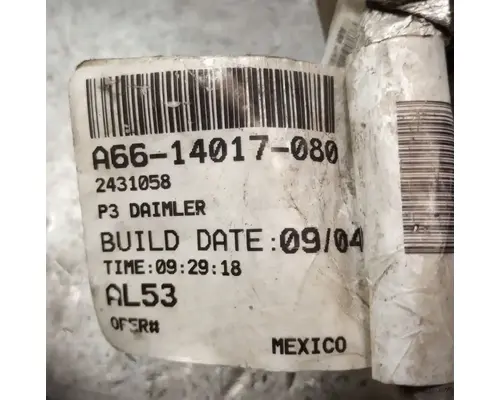 A66-14017-080
2431058
P3 DAIMLER
BUILD DATE: 09/04
TIME:09:29:18
AL53
OPER#
MEXICO